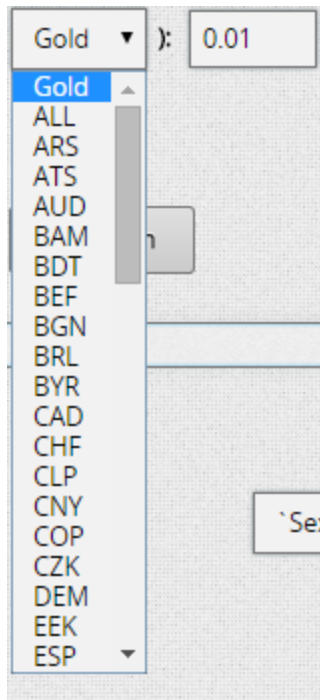 Gold ): 0.01
Gold
ALL
ARS
ATS
AUD
BAM
BDT
BEF
BGN
BRL
BYR
CAD
CHF
CLP
CNY
COP
CZK
DEM
EEK
ESP